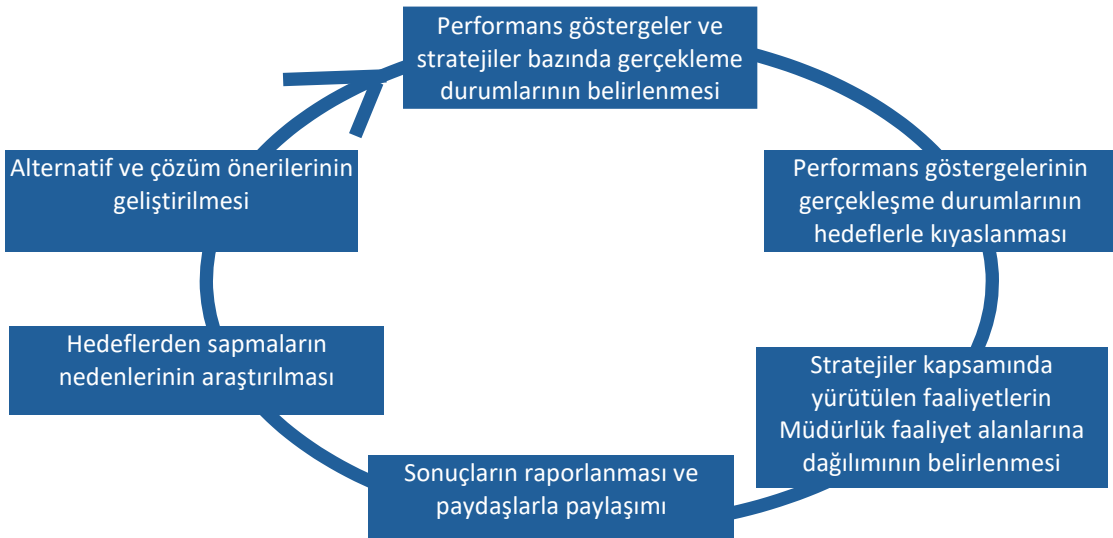 Performans göstergeler ve
stratejiler bazında gerçekleme
durumlarının belirlenmesi
Performans göstergelerinin
gerçekleşme durumlarının
hedeflerle kıyaslanması
Stratejiler kapsamında
yürütülen faaliyetlerin
Müdürlük faaliyet alanlarına
dağılımının belirlenmesi
Sonuçların raporlanması ve
paydaşlarla paylaşımı
Hedeflerden sapmaların
nedenlerinin araştırılması
Alternatif ve çözüm önerilerinin
geliştirilmesi